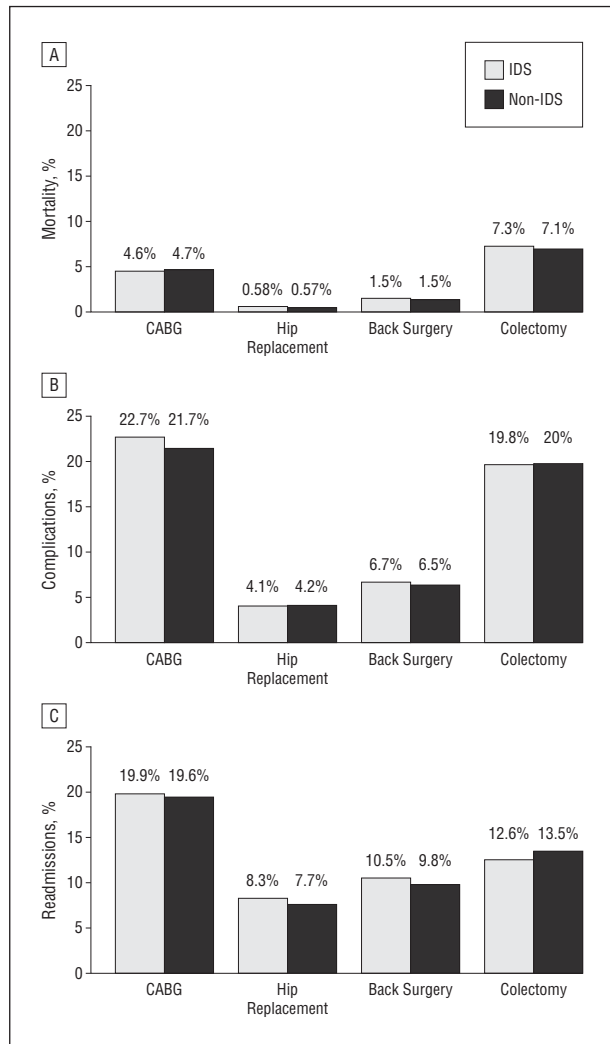 A
IDS
Non-IDS
Mortality, %
25
20
15
10
5
0
4.6% 4.7%
0.58% 0.57%
1.5% 1.5%
7.3% 7.1%
CABG
Hip
Replacement
Back Surgery
Colectomy
B
Complications, %
25
20
15
10
5
0
22.7% 21.7%
4.1% 4.2%
6.7% 6.5%
19.8% 20%
CABG
Hip
Replacement
Back Surgery
Colectomy
C
Readmissions, %
25
20
15
10
5
0
19.9% 19.6%
8.3% 7.7%
10.5% 9.8%
12.6% 13.5%
CABG
Hip
Replacement
Back Surgery
Colectomy